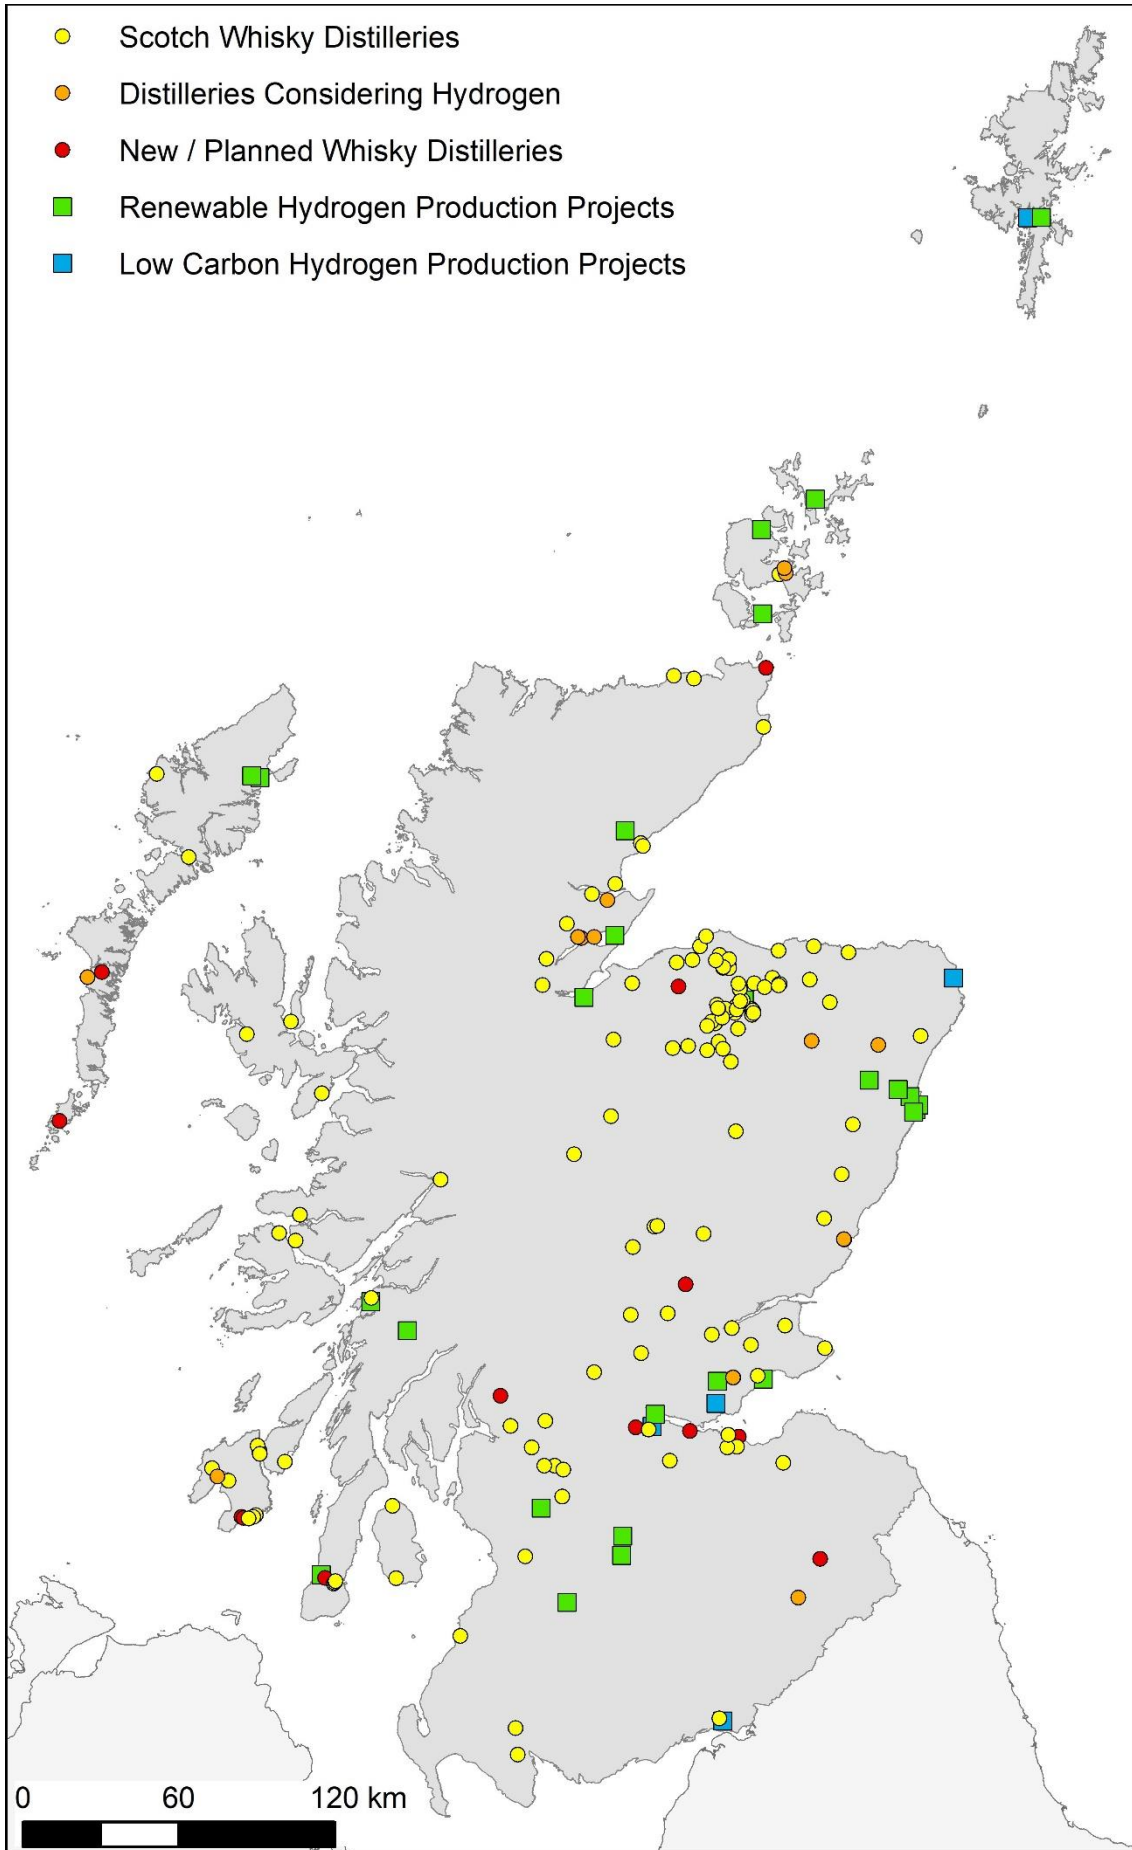 Scotch Whisky Distilleries
Distilleries Considering Hydrogen
New / Planned Whisky Distilleries
Renewable Hydrogen Production Projects
Low Carbon Hydrogen Production Projects
0 60 120 km